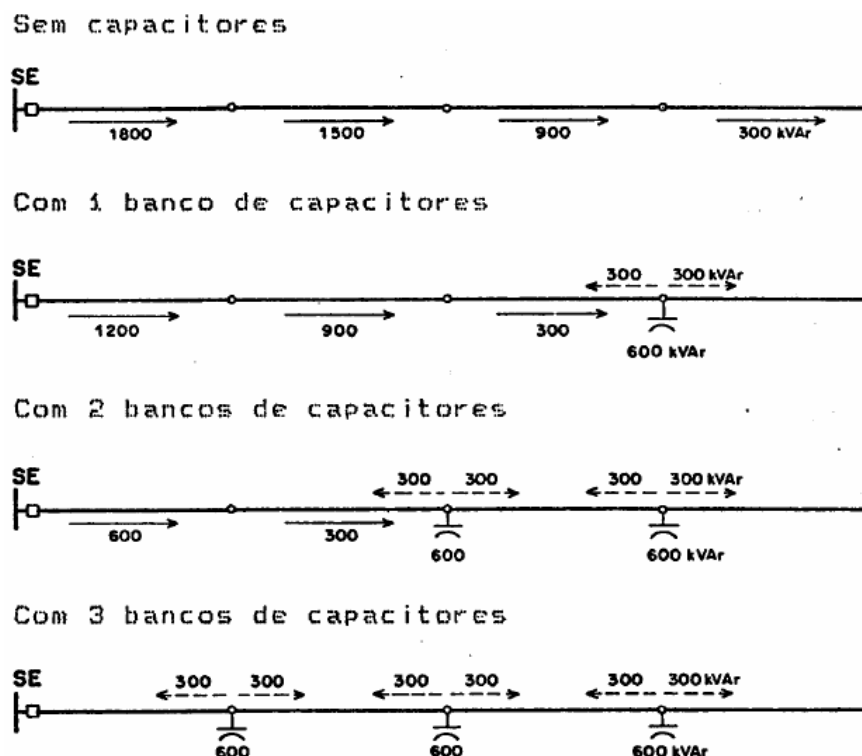 Sem capacitores
SE
1800 1500 900 300 kVAr
Com 1 banco de capacitores
SE
300 300 kVAr
1200 900 300
600 kVAr
Com 2 bancos de capacitores
SE
300 300 300 300 kVAr
600 300 600 600 kVAr
Com 3 bancos de capacitores
SE
300 300 300 300 300 300 kVAr
600 600 600 kVAr